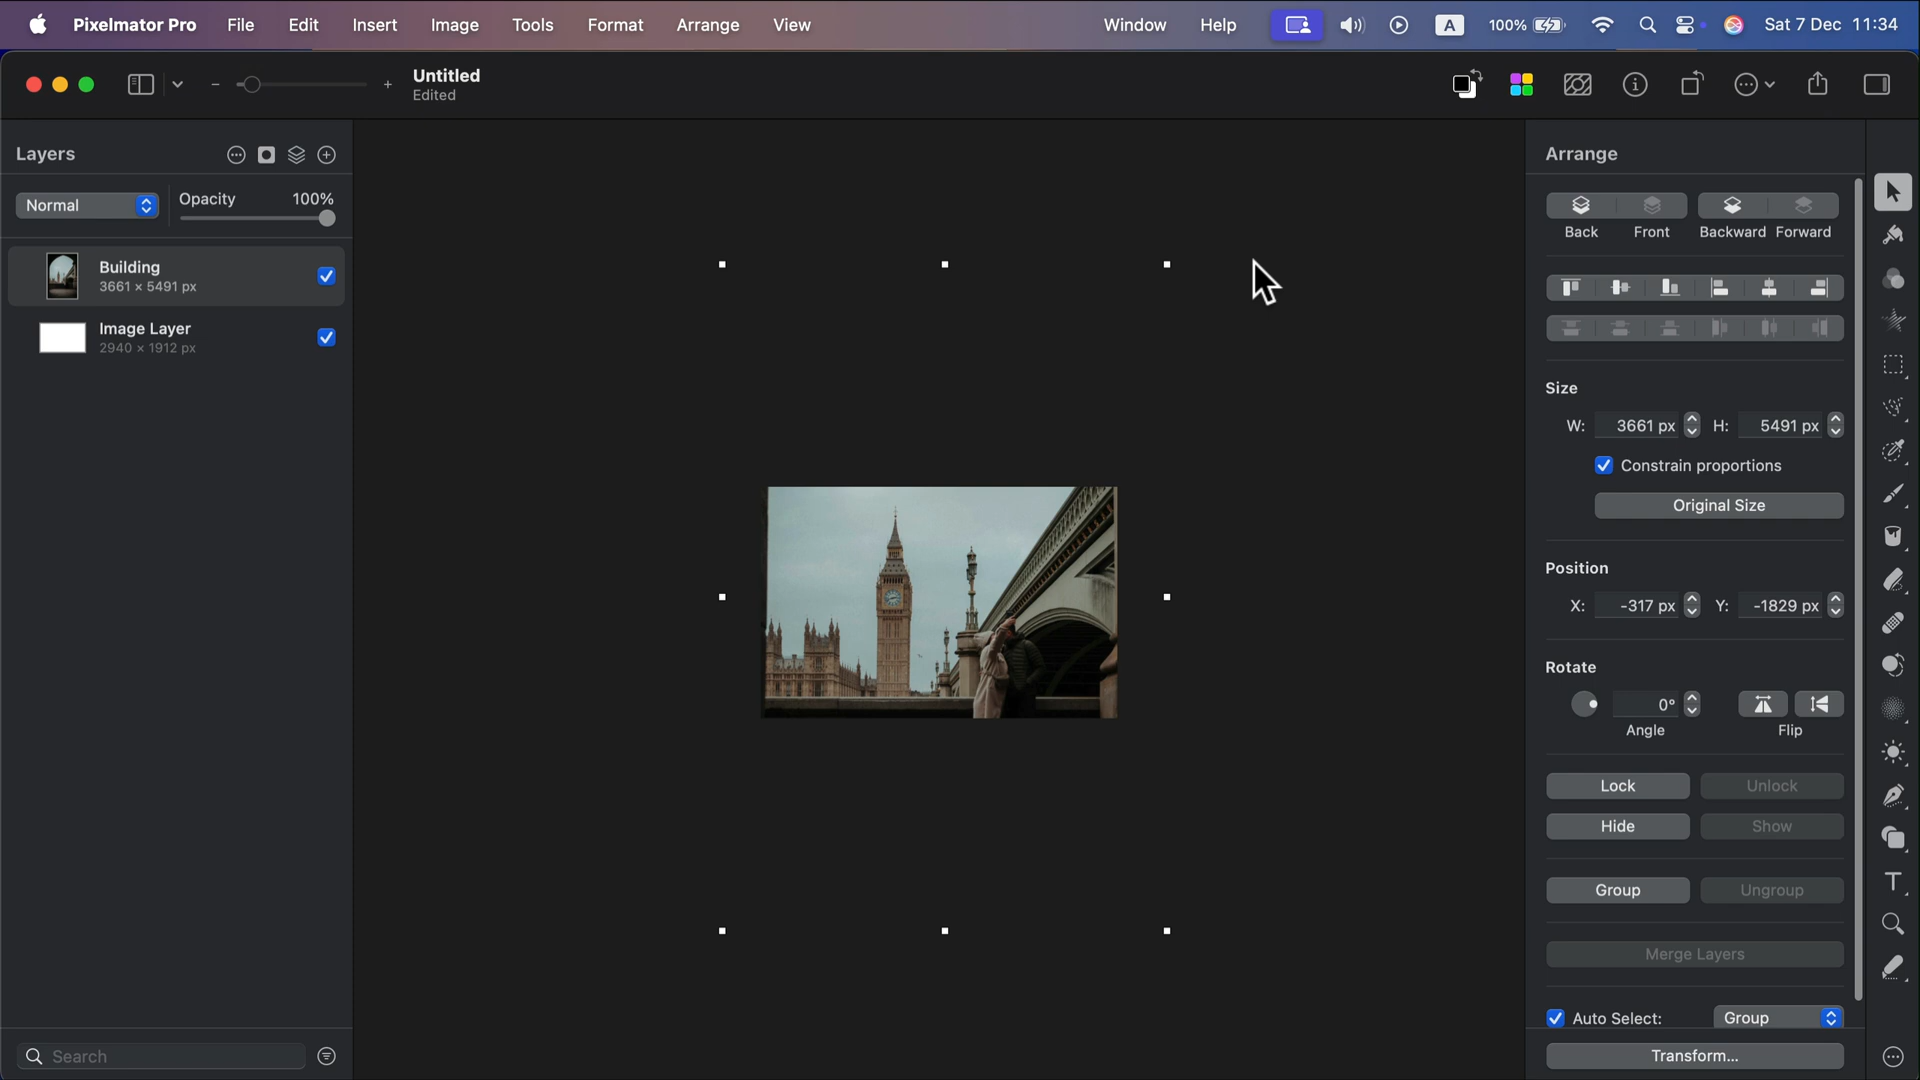 Pixelmator Pro File Edit Insert Image Tools Format Arrange View Window Help A 100% Sat 7 Dec 11:34
Untitled
Edited
Layers
Normal
Opacity 100%
Building
3661 × 5491 px
Image Layer
2940 × 1912 px
Search
Arrange
Back Front Backward Forward
Size
W: 3661 px H: 5491 px
Constrain proportions
Original Size
Position
X: -317 px Y: -1829 px
Rotate
0°
Angle Flip
Lock Unlock
Hide Show
Group Ungroup
Merge Layers
Auto Select: Group
Transform...